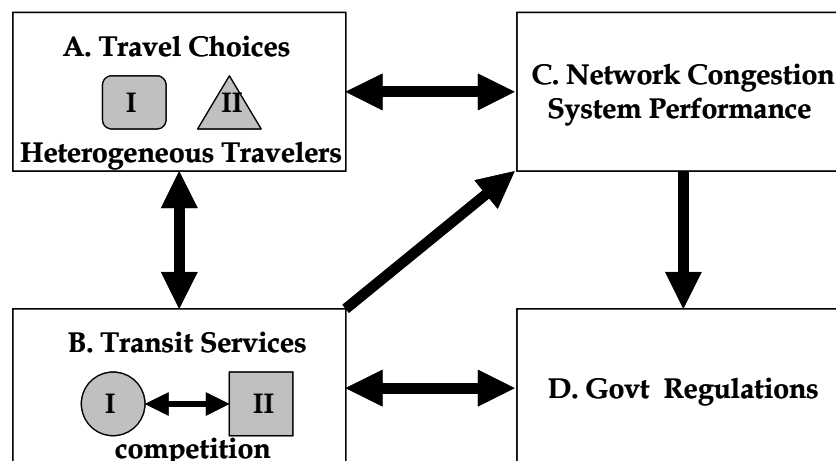 A. Travel Choices
I II
Heterogeneous Travelers
C. Network Congestion
System Performance
B. Transit Services
I II
competition
D. Govt Regulations